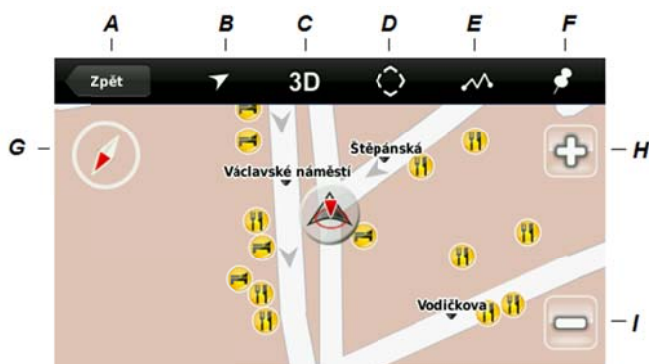 A B C D E F
Zpět 3D
G H
Štěpánská
Václavské náměstí
Vodičkova
I